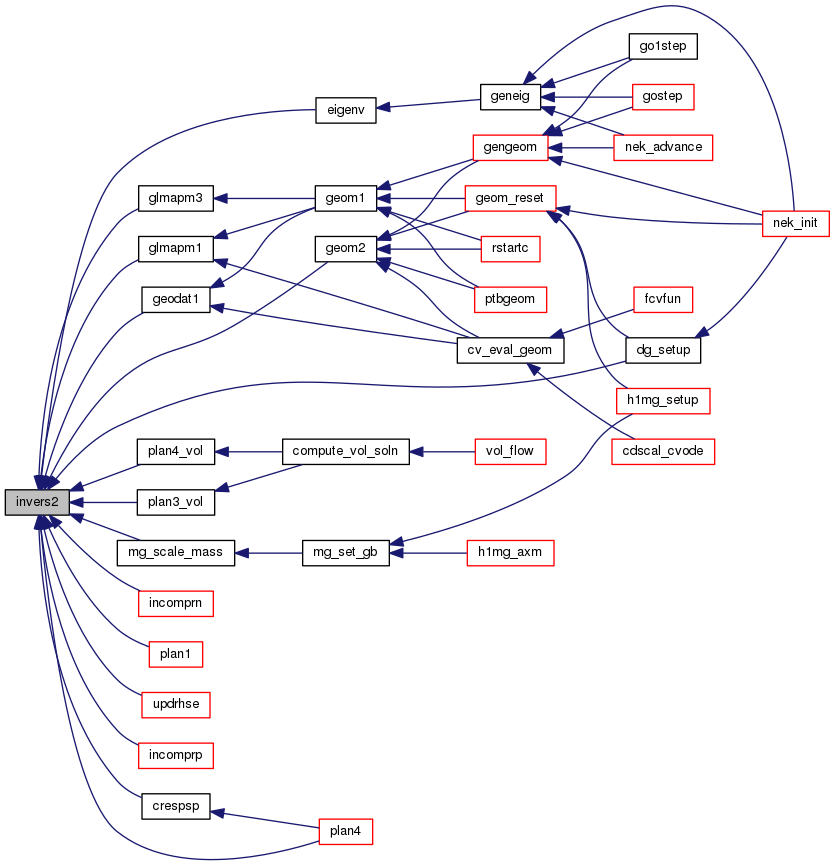 go1step
geneig
gostep
eigenv
gengeom
nek_advance
glmapm3
geom1
geom_reset
nek_init
glmapm1
geom2
rstartc
geodat1
ptbgeom
fcvfun
cv_eval_geom
dg_setup
h1mg_setup
plan4_vol
compute_vol_soln
vol_flow
cdscal_cvode
invers2
plan3_vol
mg_scale_mass
mg_set_gb
h1mg_axm
incomprn
plan1
updrhse
incomprp
crespsp
plan4